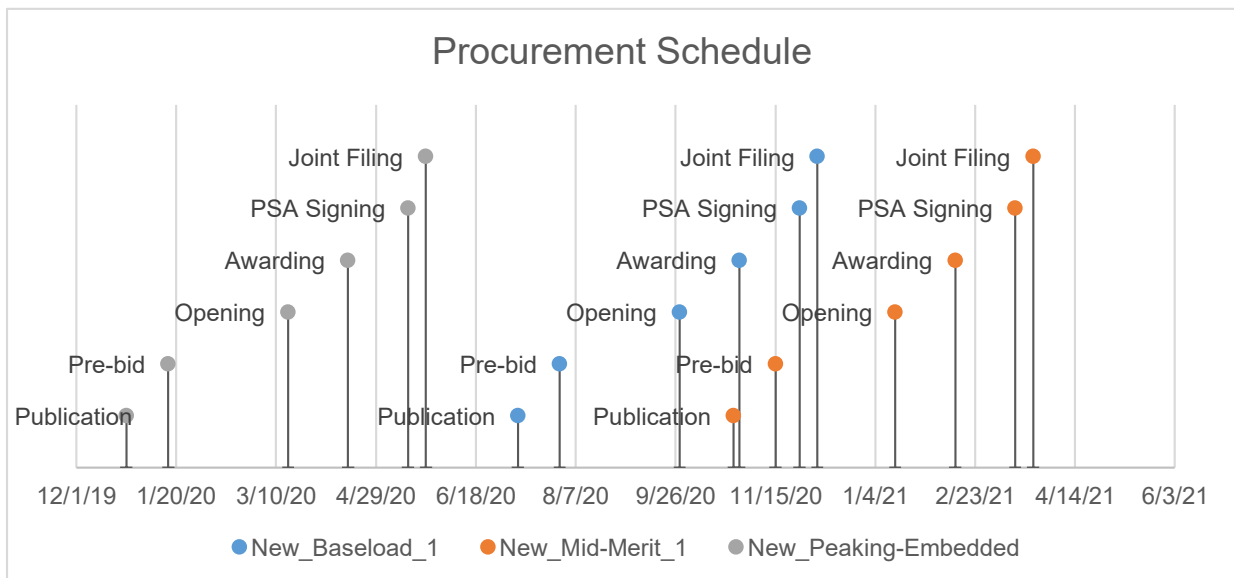 Procurement Schedule
Joint Filing Joint Filing Joint Filing
PSA Signing PSA Signing PSA Signing
Awarding Awarding Awarding
Opening Opening Opening
Pre-bid Pre-bid Pre-bid
Publication Publication Publication
12/1/19 1/20/20 3/10/20 4/29/20 6/18/20 8/7/20 9/26/20 11/15/20 1/4/21 2/23/21 4/14/21 6/3/21
New_Baseload_1 New_Mid-Merit_1 New_Peaking-Embedded